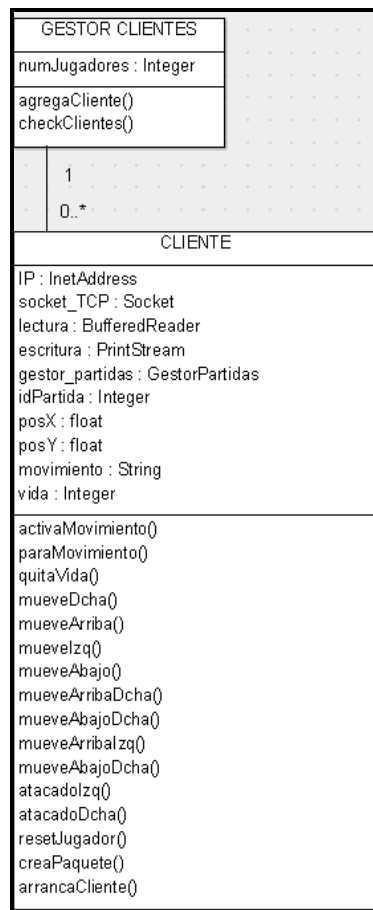 GESTOR CLIENTES
numJugadores : Integer
agregaCliente()
checkClientes()
1
0..*
CLIENTE
IP : InetAddress
socket_TCP : Socket
lectura : BufferedReader
escritura : PrintStream
gestor_partidas : GestorPartidas
idPartida : Integer
posX : float
posY : float
movimiento : String
vida : Integer
activaMovimiento()
paraMovimiento()
quitaVida()
mueveDcha()
mueveArriba()
mueveIzq()
mueveAbajo()
mueveArribaDcha()
mueveAbajoDcha()
mueveArribaIzq()
mueveAbajoDcha()
atacadoIzq()
atacadoDcha()
resetJugador()
creaPaquete()
arrancaCliente()